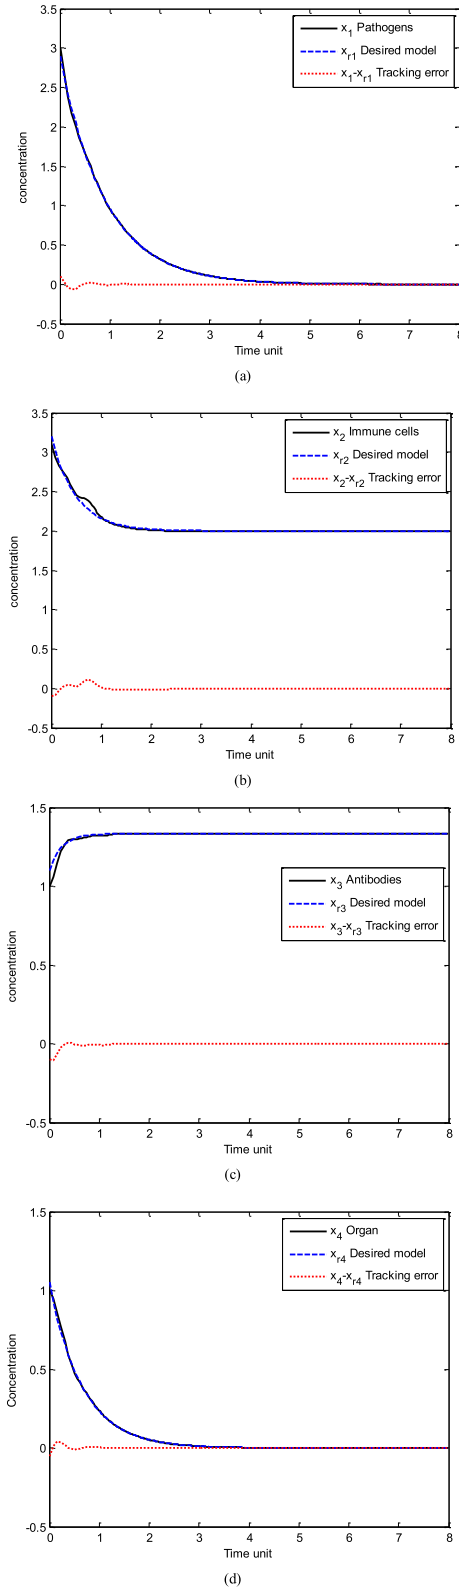 3.5
3
2.5
2
1.5
1
0.5
0
-0.5
concentration
x1 Pathogens
xr1 Desired model
x1-xr1 Tracking error
0 1 2 3 4 5 6 7 8
Time unit
(a)
3.5
3
2.5
2
1.5
1
0.5
0
-0.5
concentration
x2 Immune cells
xr2 Desired model
x2-xr2 Tracking error
0 1 2 3 4 5 6 7 8
Time unit
(b)
1.5
1
0.5
0
-0.5
concentration
x3 Antibodies
xr3 Desired model
x3-xr3 Tracking error
0 1 2 3 4 5 6 7 8
Time unit
(c)
1.5
1
0.5
0
-0.5
Concentration
x4 Organ
xr4 Desired model
x4-xr4 Tracking error
0 1 2 3 4 5 6 7 8
Time unit
(d)